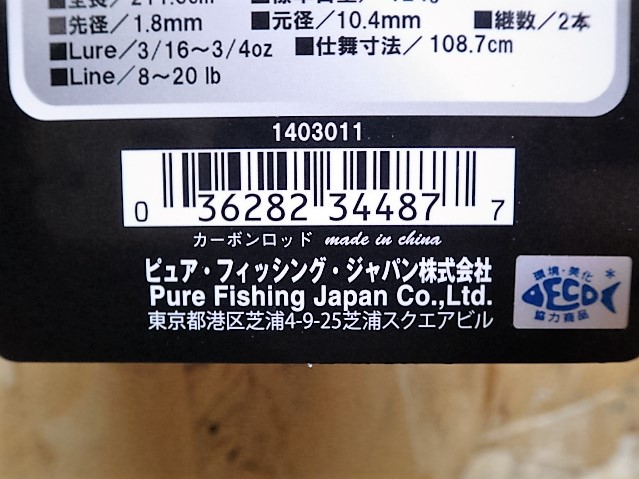 ■先径/1.8mm ■元径/10.4mm ■継数/2本
■Lure/3/16〜3/4oz ■仕舞寸法/108.7cm
■Line/8〜20 lb
1403011
0 36282 34487 7
カーボンロッド made in china
ピュア・フィッシング・ジャパン株式会社
Pure Fishing Japan Co.,Ltd.
東京都港区芝浦4-9-25芝浦スクエアビル
環境・美化
DECO
協力商品